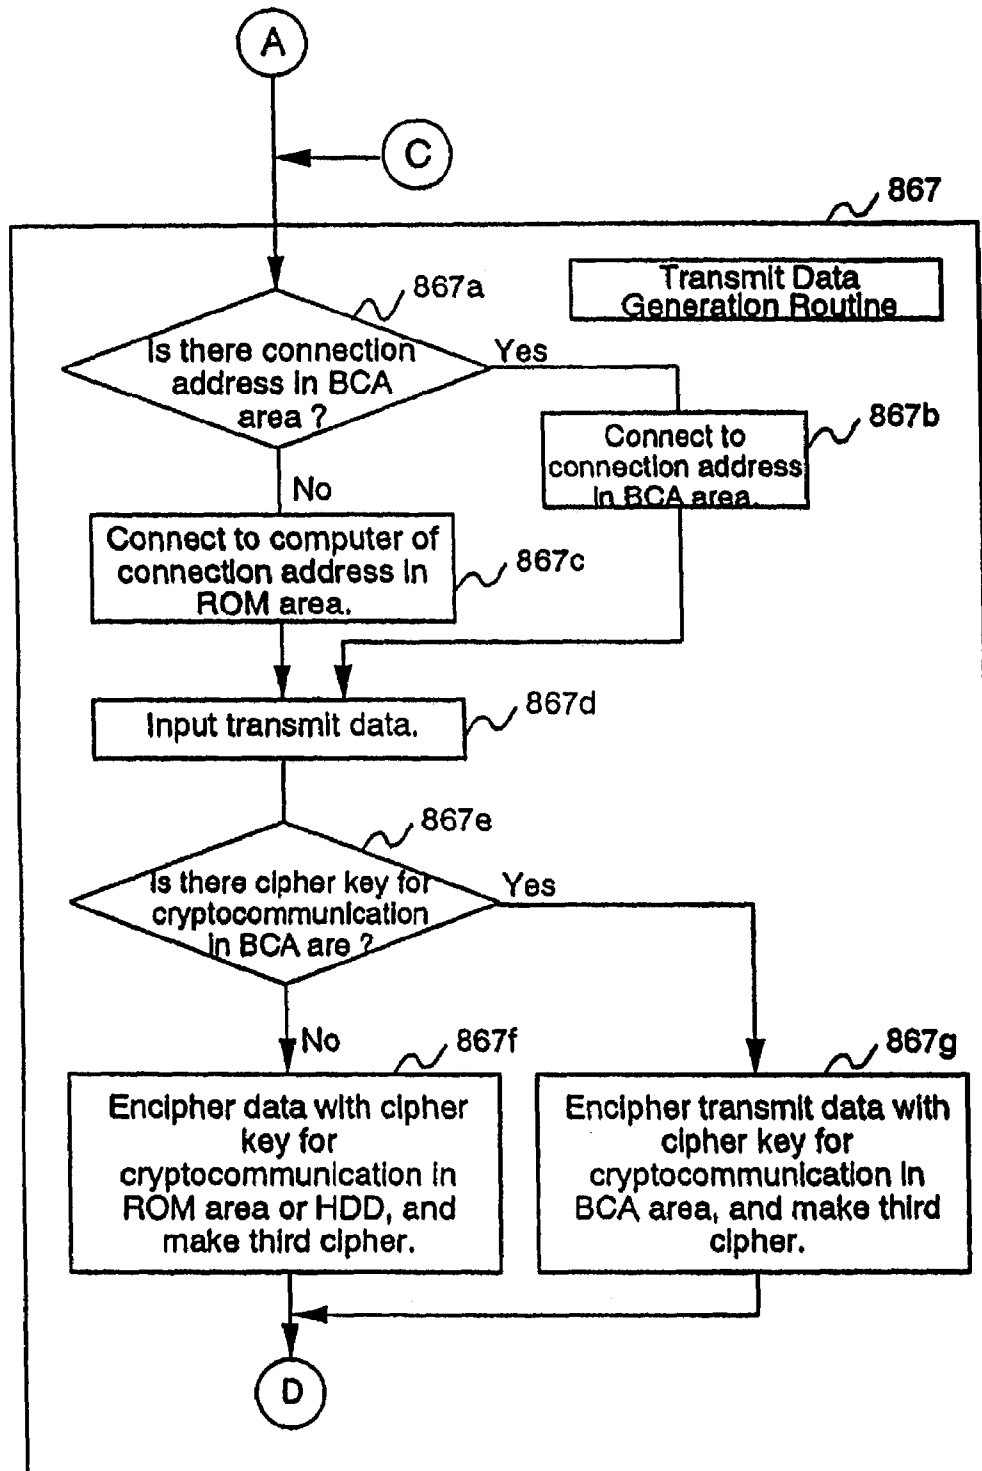 A
C
867
Transmit Data
Generation Routine
867a
Is there connection
address in BCA
area ?
Yes
867b
Connect to
connection address
in BCA area.
No
Connect to computer of
connection address in
ROM area.
867c
Input transmit data.
867d
867e
Is there cipher key for
cryptocommunication
in BCA are ?
Yes
No
867f
867g
Encipher data with cipher
key for
cryptocommunication in
ROM area or HDD, and
make third cipher.
Encipher transmit data with
cipher key for
cryptocommunication in
BCA area, and make third
cipher.
D